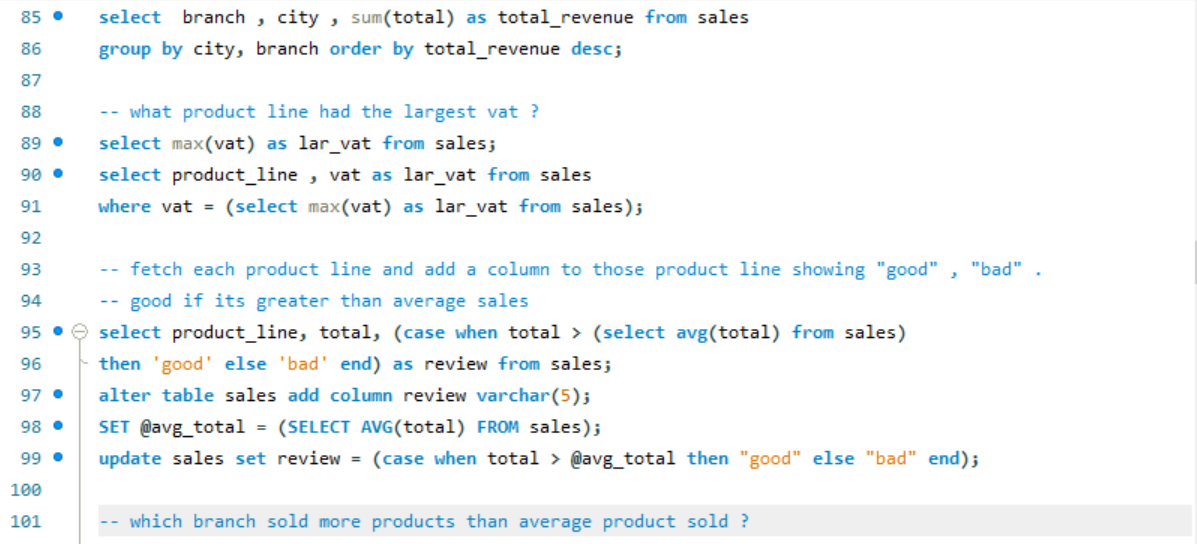 85 select  branch , city , sum(total) as total_revenue from sales
86 group by city, branch order by total_revenue desc;
87
88 -- what product line had the largest vat ?
89 select max(vat) as lar_vat from sales;
90 select product_line , vat as lar_vat from sales
91 where vat = (select max(vat) as lar_vat from sales);
92
93 -- fetch each product line and add a column to those product line showing "good" , "bad" .
94 -- good if its greater than average sales
95 select product_line, total, (case when total > (select avg(total) from sales)
96 then 'good' else 'bad' end) as review from sales;
97 alter table sales add column review varchar(5);
98 SET @avg_total = (SELECT AVG(total) FROM sales);
99 update sales set review = (case when total > @avg_total then "good" else "bad" end);
100
101 -- which branch sold more products than average product sold ?